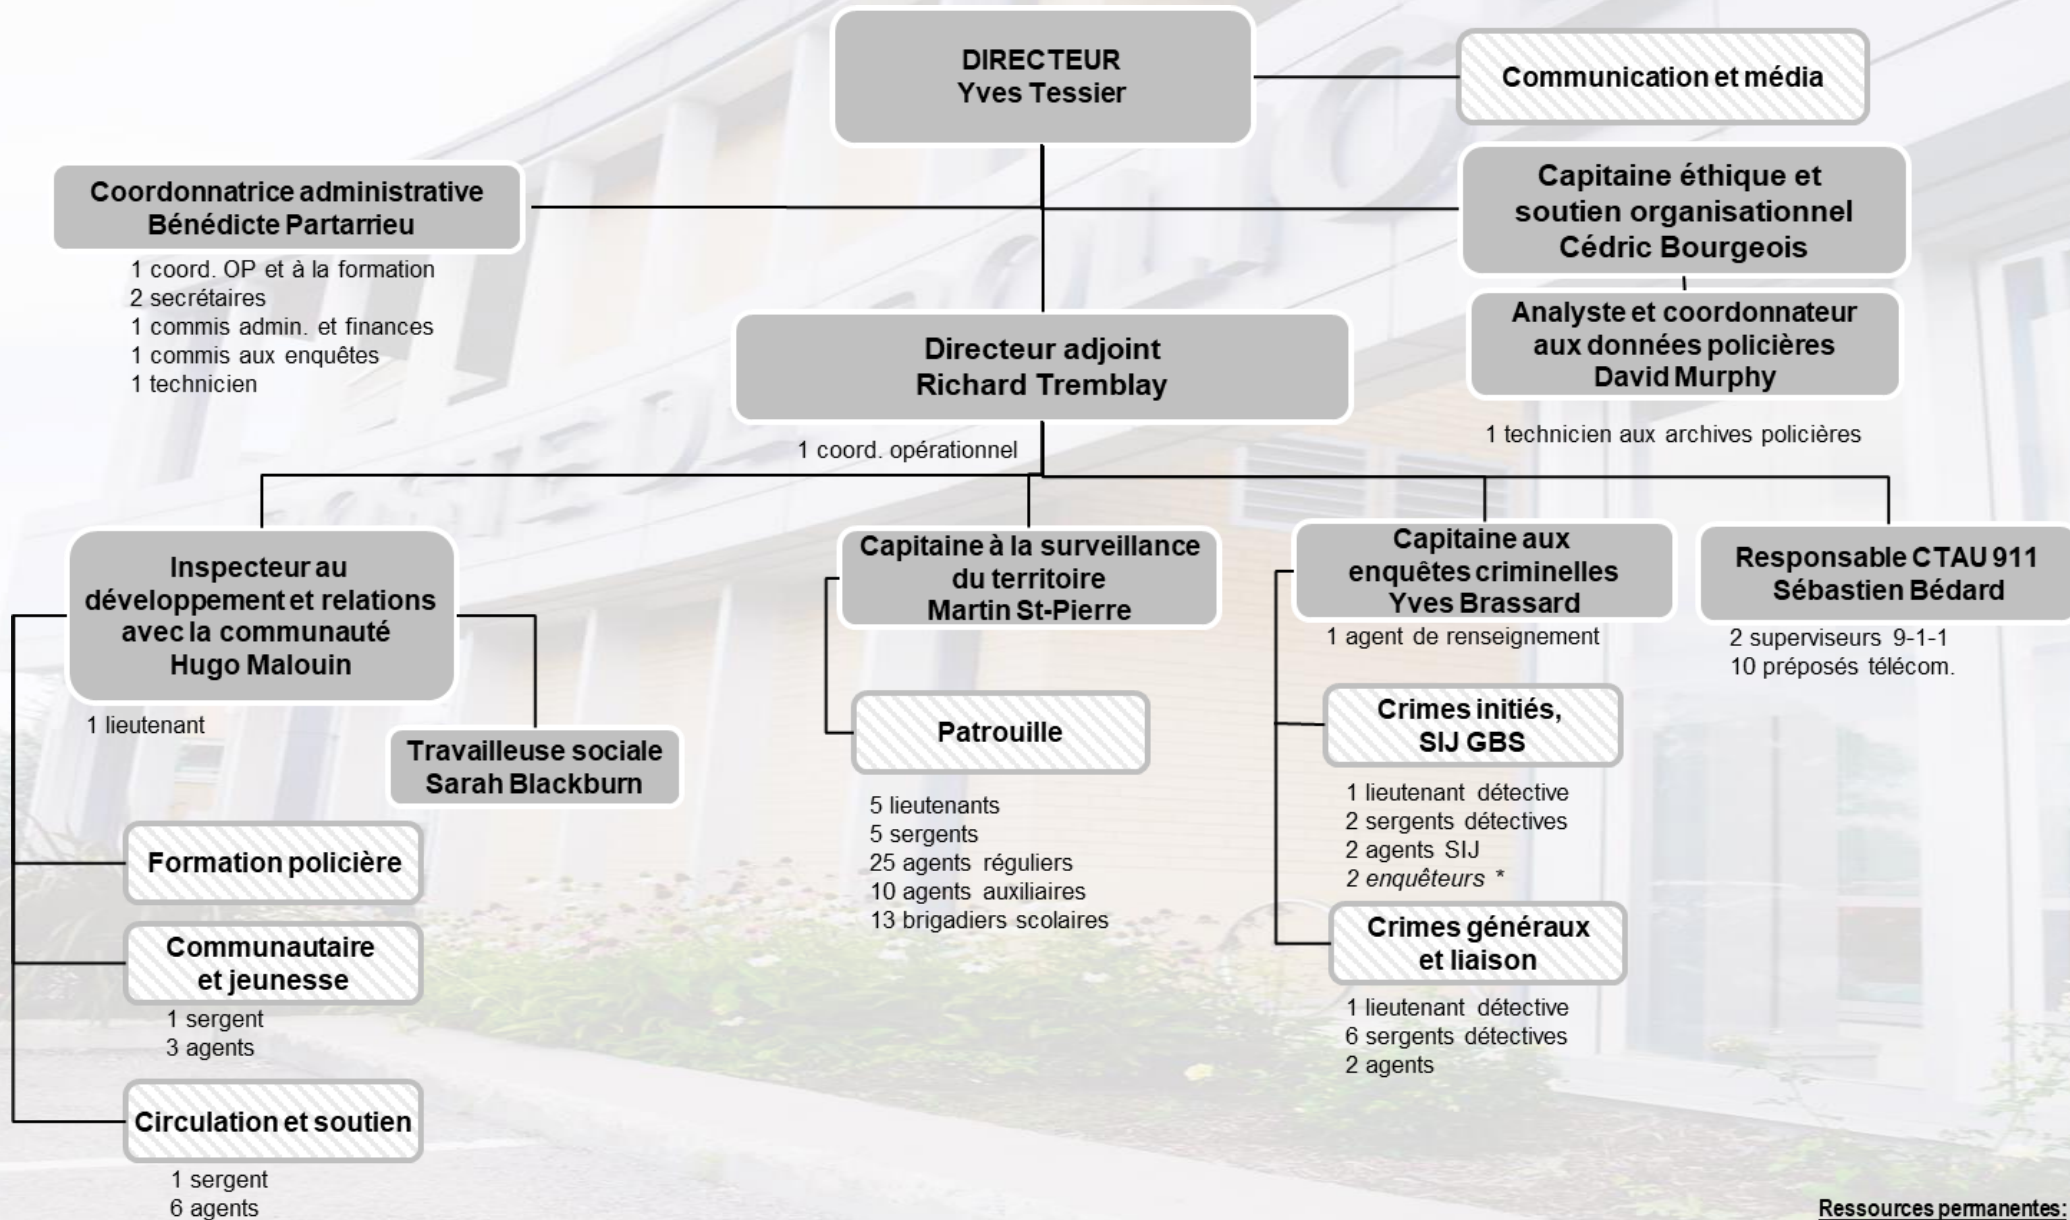 DIRECTEUR
Yves Tessier
Communication et média
Coordonnatrice administrative
Bénédicte Partarrieu
1 coord. OP et à la formation
2 secrétaires
1 commis admin. et finances
1 commis aux enquêtes
1 technicien
Capitaine éthique et
soutien organisationnel
Cédric Bourgeois
Analyste et coordonnateur
aux données policières
David Murphy
1 technicien aux archives policières
Directeur adjoint
Richard Tremblay
1 coord. opérationnel
Inspecteur au
développement et relations
avec la communauté
Hugo Malouin
1 lieutenant
Travailleuse sociale
Sarah Blackburn
Formation policière
Communautaire
et jeunesse
1 sergent
3 agents
Circulation et soutien
1 sergent
6 agents
Capitaine à la surveillance
du territoire
Martin St-Pierre
Patrouille
5 lieutenants
5 sergents
25 agents réguliers
10 agents auxiliaires
13 brigadiers scolaires
Capitaine aux
enquêtes criminelles
Yves Brassard
1 agent de renseignement
Crimes initiés,
SIJ GBS
1 lieutenant détective
2 sergents détectives
2 agents SIJ
2 enquêteurs *
Crimes généraux
et liaison
1 lieutenant détective
6 sergents détectives
2 agents
Responsable CTAU 911
Sébastien Bédard
2 superviseurs 9-1-1
10 préposés télécom.
Ressources permanentes: